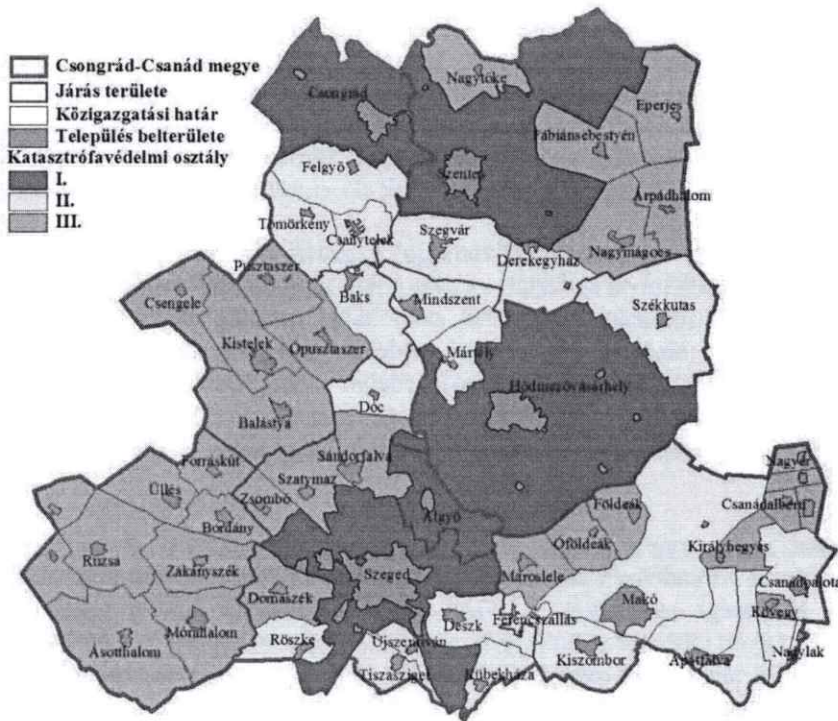 Csongrád-Csanád megye
Járás területe
Közigazgatási határ
Település belterülete
Katasztrófavédelmi osztály
I.
II.
III.
Nagytőke
Csongrád
Eperjes
Fábiánsebestyén
Felgyő
Szentes
Árpádhalom
Tömörkény
Csanytelek
Szegvár
Derekegyház
Nagymágocs
Pusztaszer
Csengele
Baks
Mindszent
Székkutas
Kistelek
Ópusztaszer
Mártély
Hódmezővásárhely
Dóc
Balástya
Forráskút
Sándorfalva
Nagyér
Üllés
Zsombó
Szatymaz
Algyő
Földeák
Csanádalberti
Bordány
Óföldeák
Királyhegyes
Ruzsa
Zákányszék
Szeged
Maroslele
Csanádpalota
Domaszék
Makó
Kövegy
Ásotthalom
Mórahalom
Röszke
Deszk
Ferencszállás
Újszentiván
Tiszasziget
Kübekháza
Kiszombor
Apátfalva
Nagylak